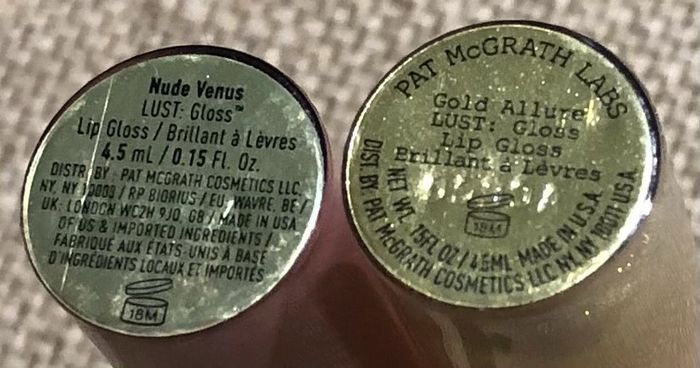 Nude Venus
LUST: Gloss™
Lip Gloss / Brillant à Lèvres
4.5 mL / 0.15 Fl. Oz.
DISTR. BY: PAT MCGRATH COSMETICS LLC,
NY, NY / RP BIORIUS / EU, WAVRE, BE /
UK: LONDON WC2H 9JQ, GB / MADE IN USA
OF US & IMPORTED INGREDIENTS /
FABRIQUÉ AUX ÉTATS-UNIS À BASE
D'INGRÉDIENTS LOCAUX ET IMPORTÉS
18M
PAT McGRATH LABS
Gold Allure
LUST: Gloss
Lip Gloss
Brillant à Lèvres
18M
NET WT. .15FL OZ / 4.5ML. MADE IN U.S.A.
DIST. BY PAT McGRATH COSMETICS LLC NY, NY 10011 USA